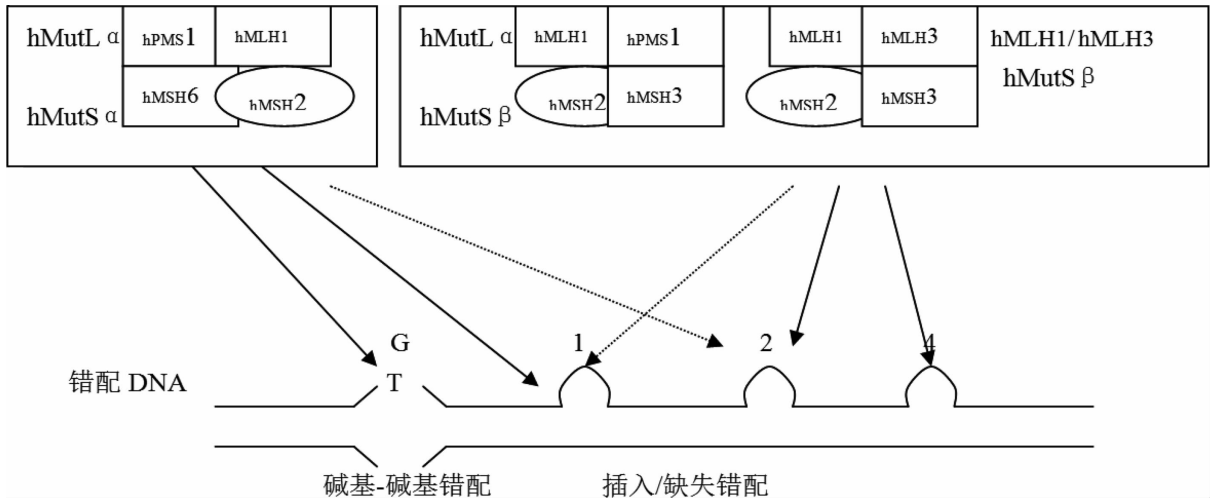 hMutL α hPMS1 hMLH1
hMSH6 hMSH2
hMutS α
hMutL α hMLH1 hPMS1 hMLH1 hMLH3 hMLH1/hMLH3
hMutS β
hMutS β hMSH2 hMSH3 hMSH2 hMSH3
G 1 2 4
错配 DNA T
碱基-碱基错配 插入/缺失错配